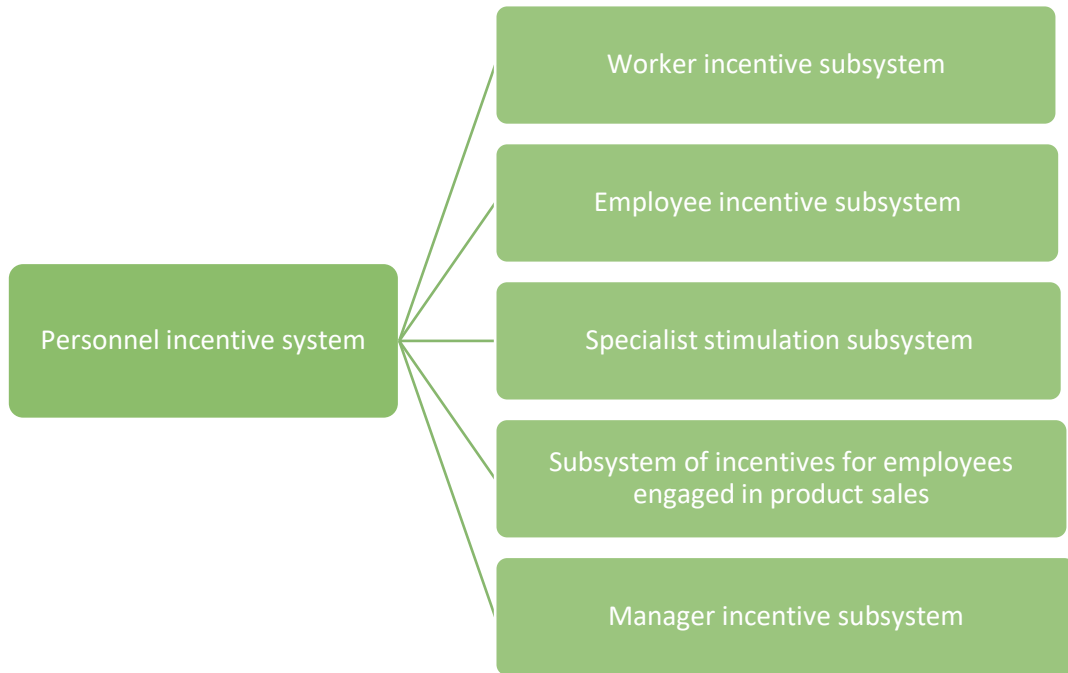 Worker incentive subsystem
Employee incentive subsystem
Personnel incentive system
Specialist stimulation subsystem
Subsystem of incentives for employees
engaged in product sales
Manager incentive subsystem